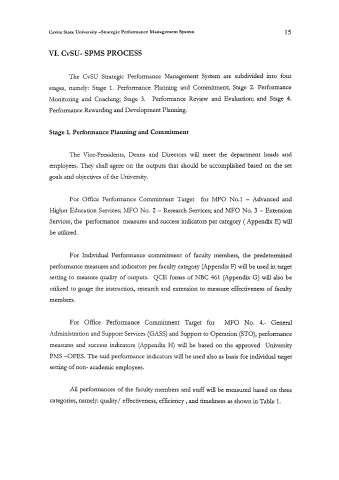 Cavite State University –Strategic Performance Management System 15
VI. CvSU- SPMS PROCESS
The CvSU Strategic Performance Management System are subdivided into four
stages, namely: Stage 1. Performance Planning and Commitment; Stage 2. Performance
Monitoring and Coaching; Stage 3. Performance Review and Evaluation; and Stage 4.
Performance Rewarding and Development Planning.
Stage 1. Performance Planning and Commitment
The Vice-Presidents, Deans and Directors will meet the department heads and
employees. They shall agree on the outputs that should be accomplished based on the set
goals and objectives of the University.
For Office Performance Commitment Target for MFO No.1 – Advanced and
Higher Education Services; MFO No. 2 – Research Services; and MFO No. 3 – Extension
Services, the performance measures and success indicators per category ( Appendix E) will
be utilized.
For Individual Performance commitment of faculty members, the predetermined
performance measures and indicators per faculty category (Appendix F) will be used in target
setting to measure quality of outputs. QCE forms of NBC 461 (Appendix G) will also be
utilized to gauge the instruction, research and extension to measure effectiveness of faculty
members.
For Office Performance Commitment Target for MFO No. 4.- General
Administration and Support Services (GASS) and Support to Operation (STO), performance
measures and success indicators (Appendix H) will be based on the approved University
PMS –OPES. The said performance indicators will be used also as basis for individual target
setting of non- academic employees.
All performances of the faculty members and staff will be measured based on three
categories, namely: quality/ effectiveness, efficiency , and timeliness as shown in Table 1.